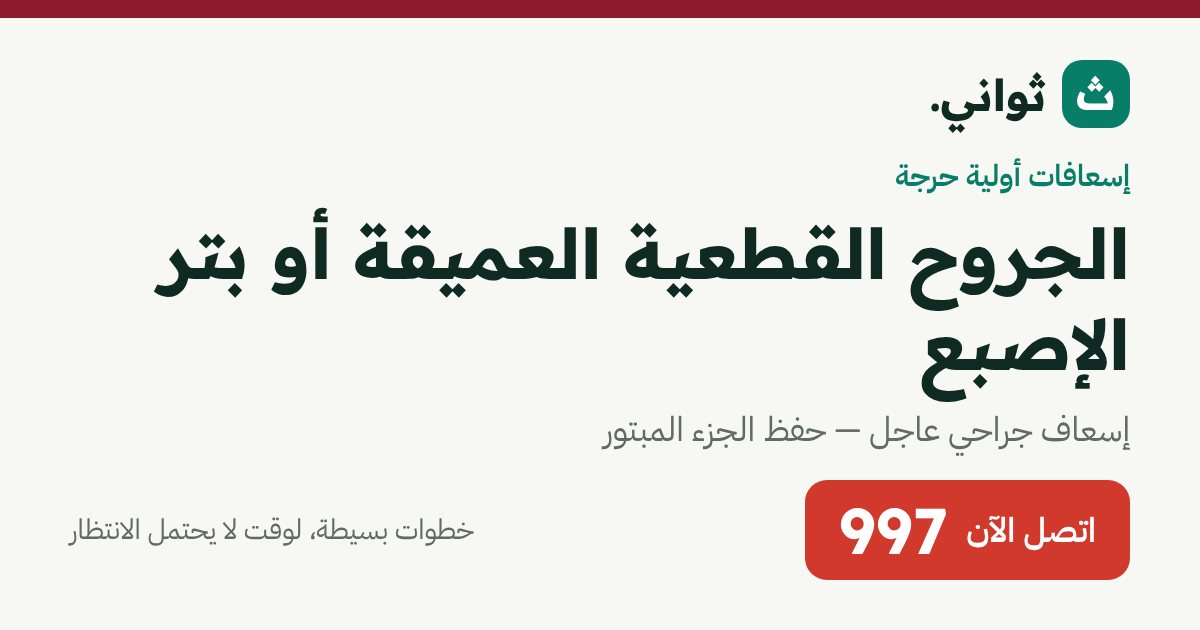 ث ثواني.
إسعافات أولية حرجة
الجروح القطعية العميقة أو بتر
الإصبع
إسعاف جراحي عاجل — حفظ الجزء المبتور
اتصل الآن 997
خطوات بسيطة، لوقت لا يحتمل الانتظار